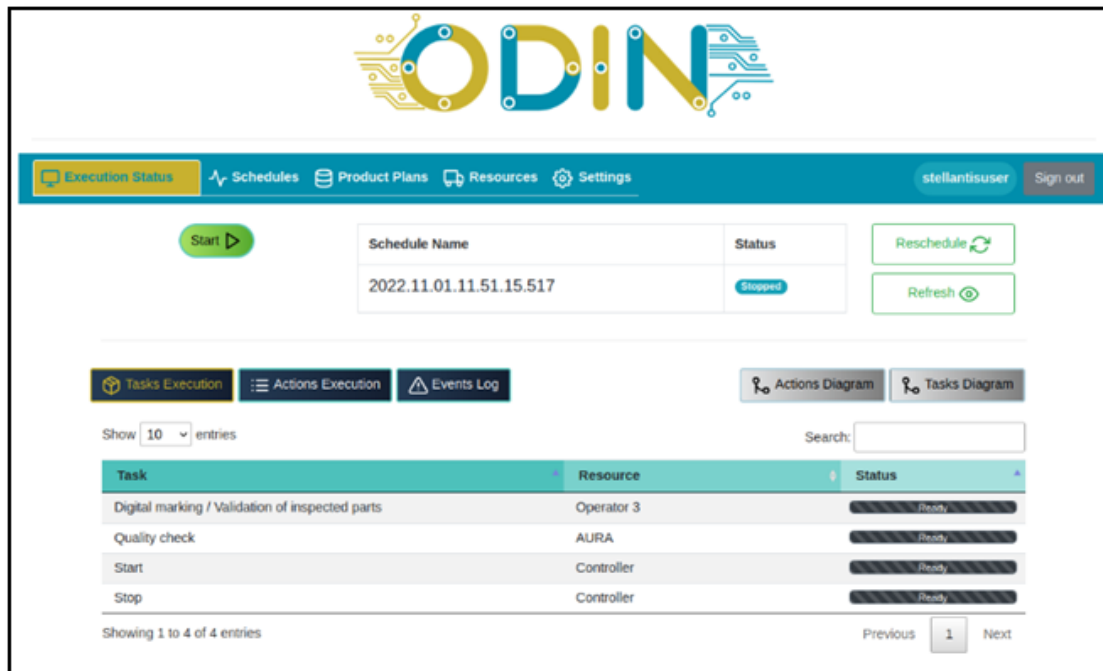 ODIN
Execution Status Schedules Product Plans Resources Settings stellantisuser Sign out
Start Schedule Name Status Reschedule
2022.11.01.11.51.15.517 Stopped Refresh
Tasks Execution Actions Execution Events Log Actions Diagram Tasks Diagram
Show 10 entries Search:
Task Resource Status
Digital marking / Validation of inspected parts Operator 3 Ready
Quality check AURA Ready
Start Controller Ready
Stop Controller Ready
Showing 1 to 4 of 4 entries Previous 1 Next